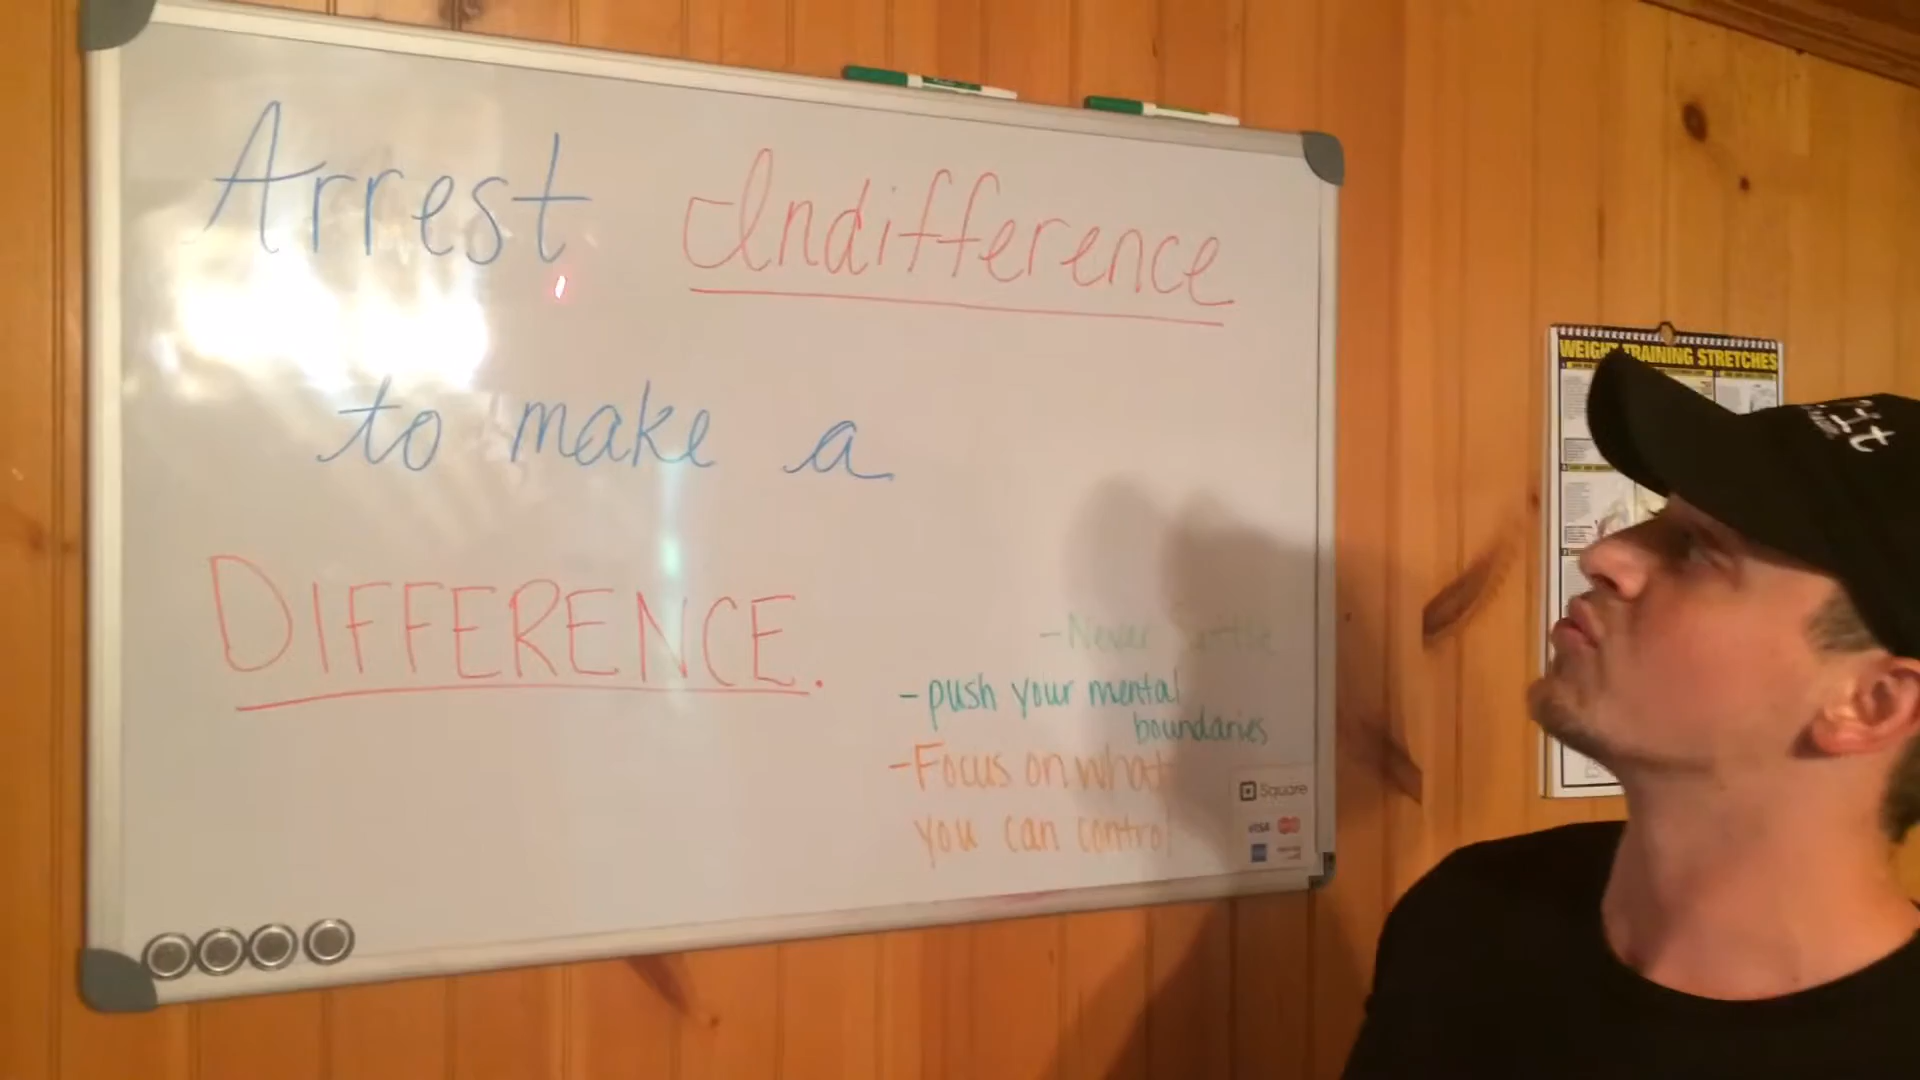 Arrest Indifference
to make a
DIFFERENCE.
-Never
-push your mental
boundaries
-Focus on what
you can control
Square
VISA
WEIGHT TRAINING STRETCHES